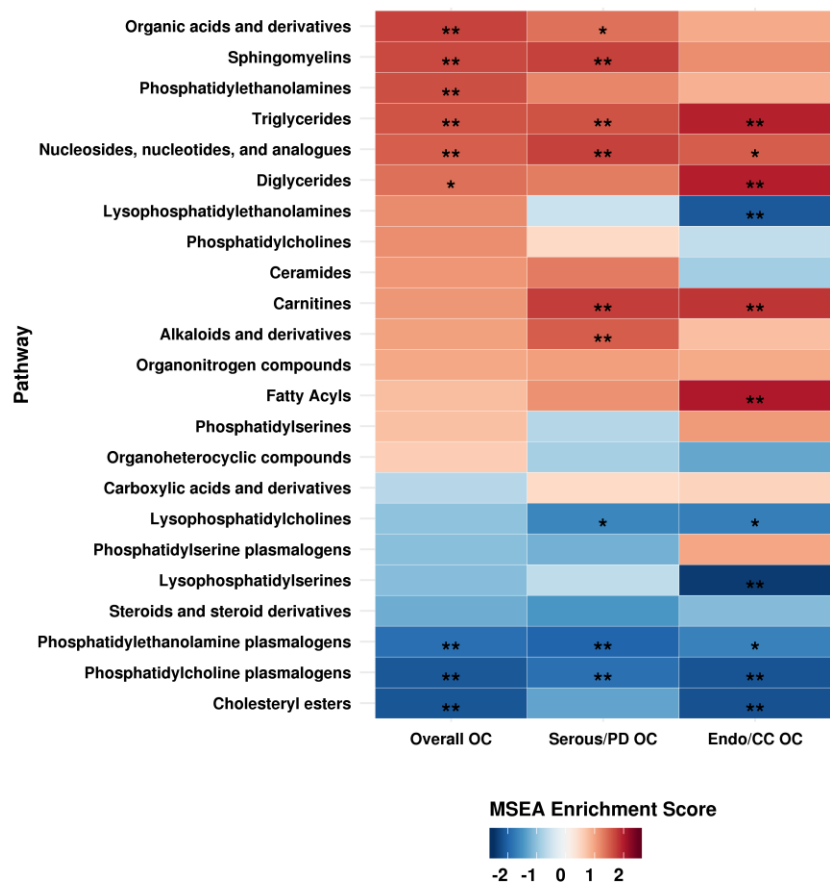 Pathway
Organic acids and derivatives ** *
Sphingomyelins ** **
Phosphatidylethanolamines **
Triglycerides ** ** **
Nucleosides, nucleotides, and analogues ** ** *
Diglycerides * **
Lysophosphatidylethanolamines **
Phosphatidylcholines
Ceramides
Carnitines ** **
Alkaloids and derivatives **
Organonitrogen compounds
Fatty Acyls **
Phosphatidylserines
Organoheterocyclic compounds
Carboxylic acids and derivatives
Lysophosphatidylcholines * *
Phosphatidylserine plasmalogens
Lysophosphatidylserines **
Steroids and steroid derivatives
Phosphatidylethanolamine plasmalogens ** ** *
Phosphatidylcholine plasmalogens ** ** **
Cholesteryl esters ** **
Overall OC Serous/PD OC Endo/CC OC
MSEA Enrichment Score
-2 -1 0 1 2